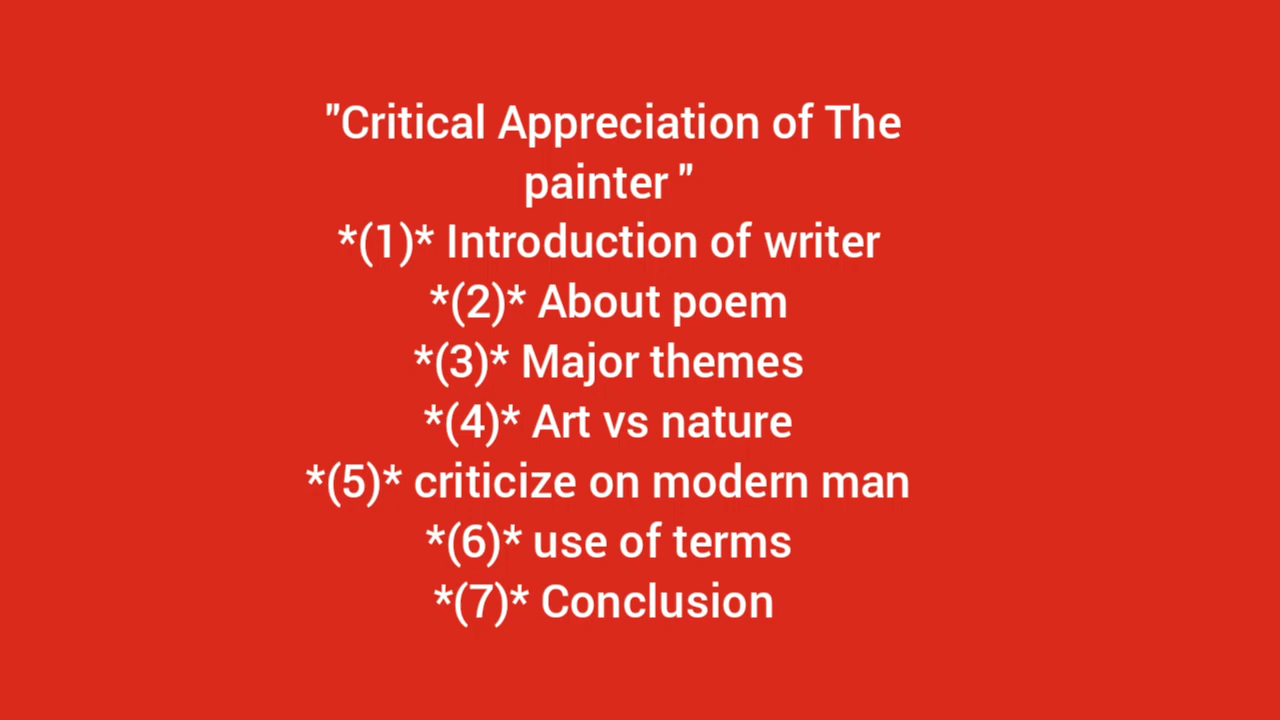 "Critical Appreciation of The
painter "
*(1)* Introduction of writer
*(2)* About poem
*(3)* Major themes
*(4)* Art vs nature
*(5)* criticize on modern man
*(6)* use of terms
*(7)* Conclusion